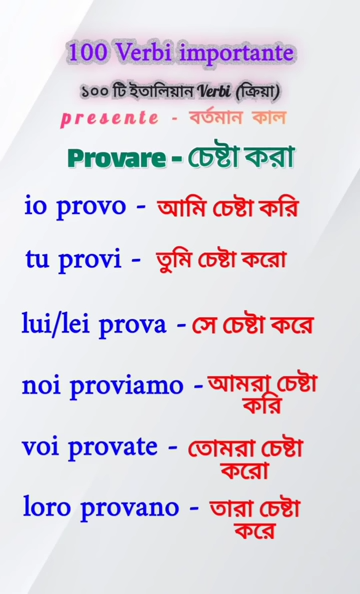 100 Verbi importante
১০০ টি ইতালিয়ান Verbi (ক্রিয়া)
presente - বর্তমান কাল
Provare - চেষ্টা করা
io provo - আমি চেষ্টা করি
tu provi - তুমি চেষ্টা করো
lui/lei prova - সে চেষ্টা করে
noi proviamo - আমরা চেষ্টা
করি
voi provate - তোমরা চেষ্টা
করো
loro provano - তারা চেষ্টা
করে